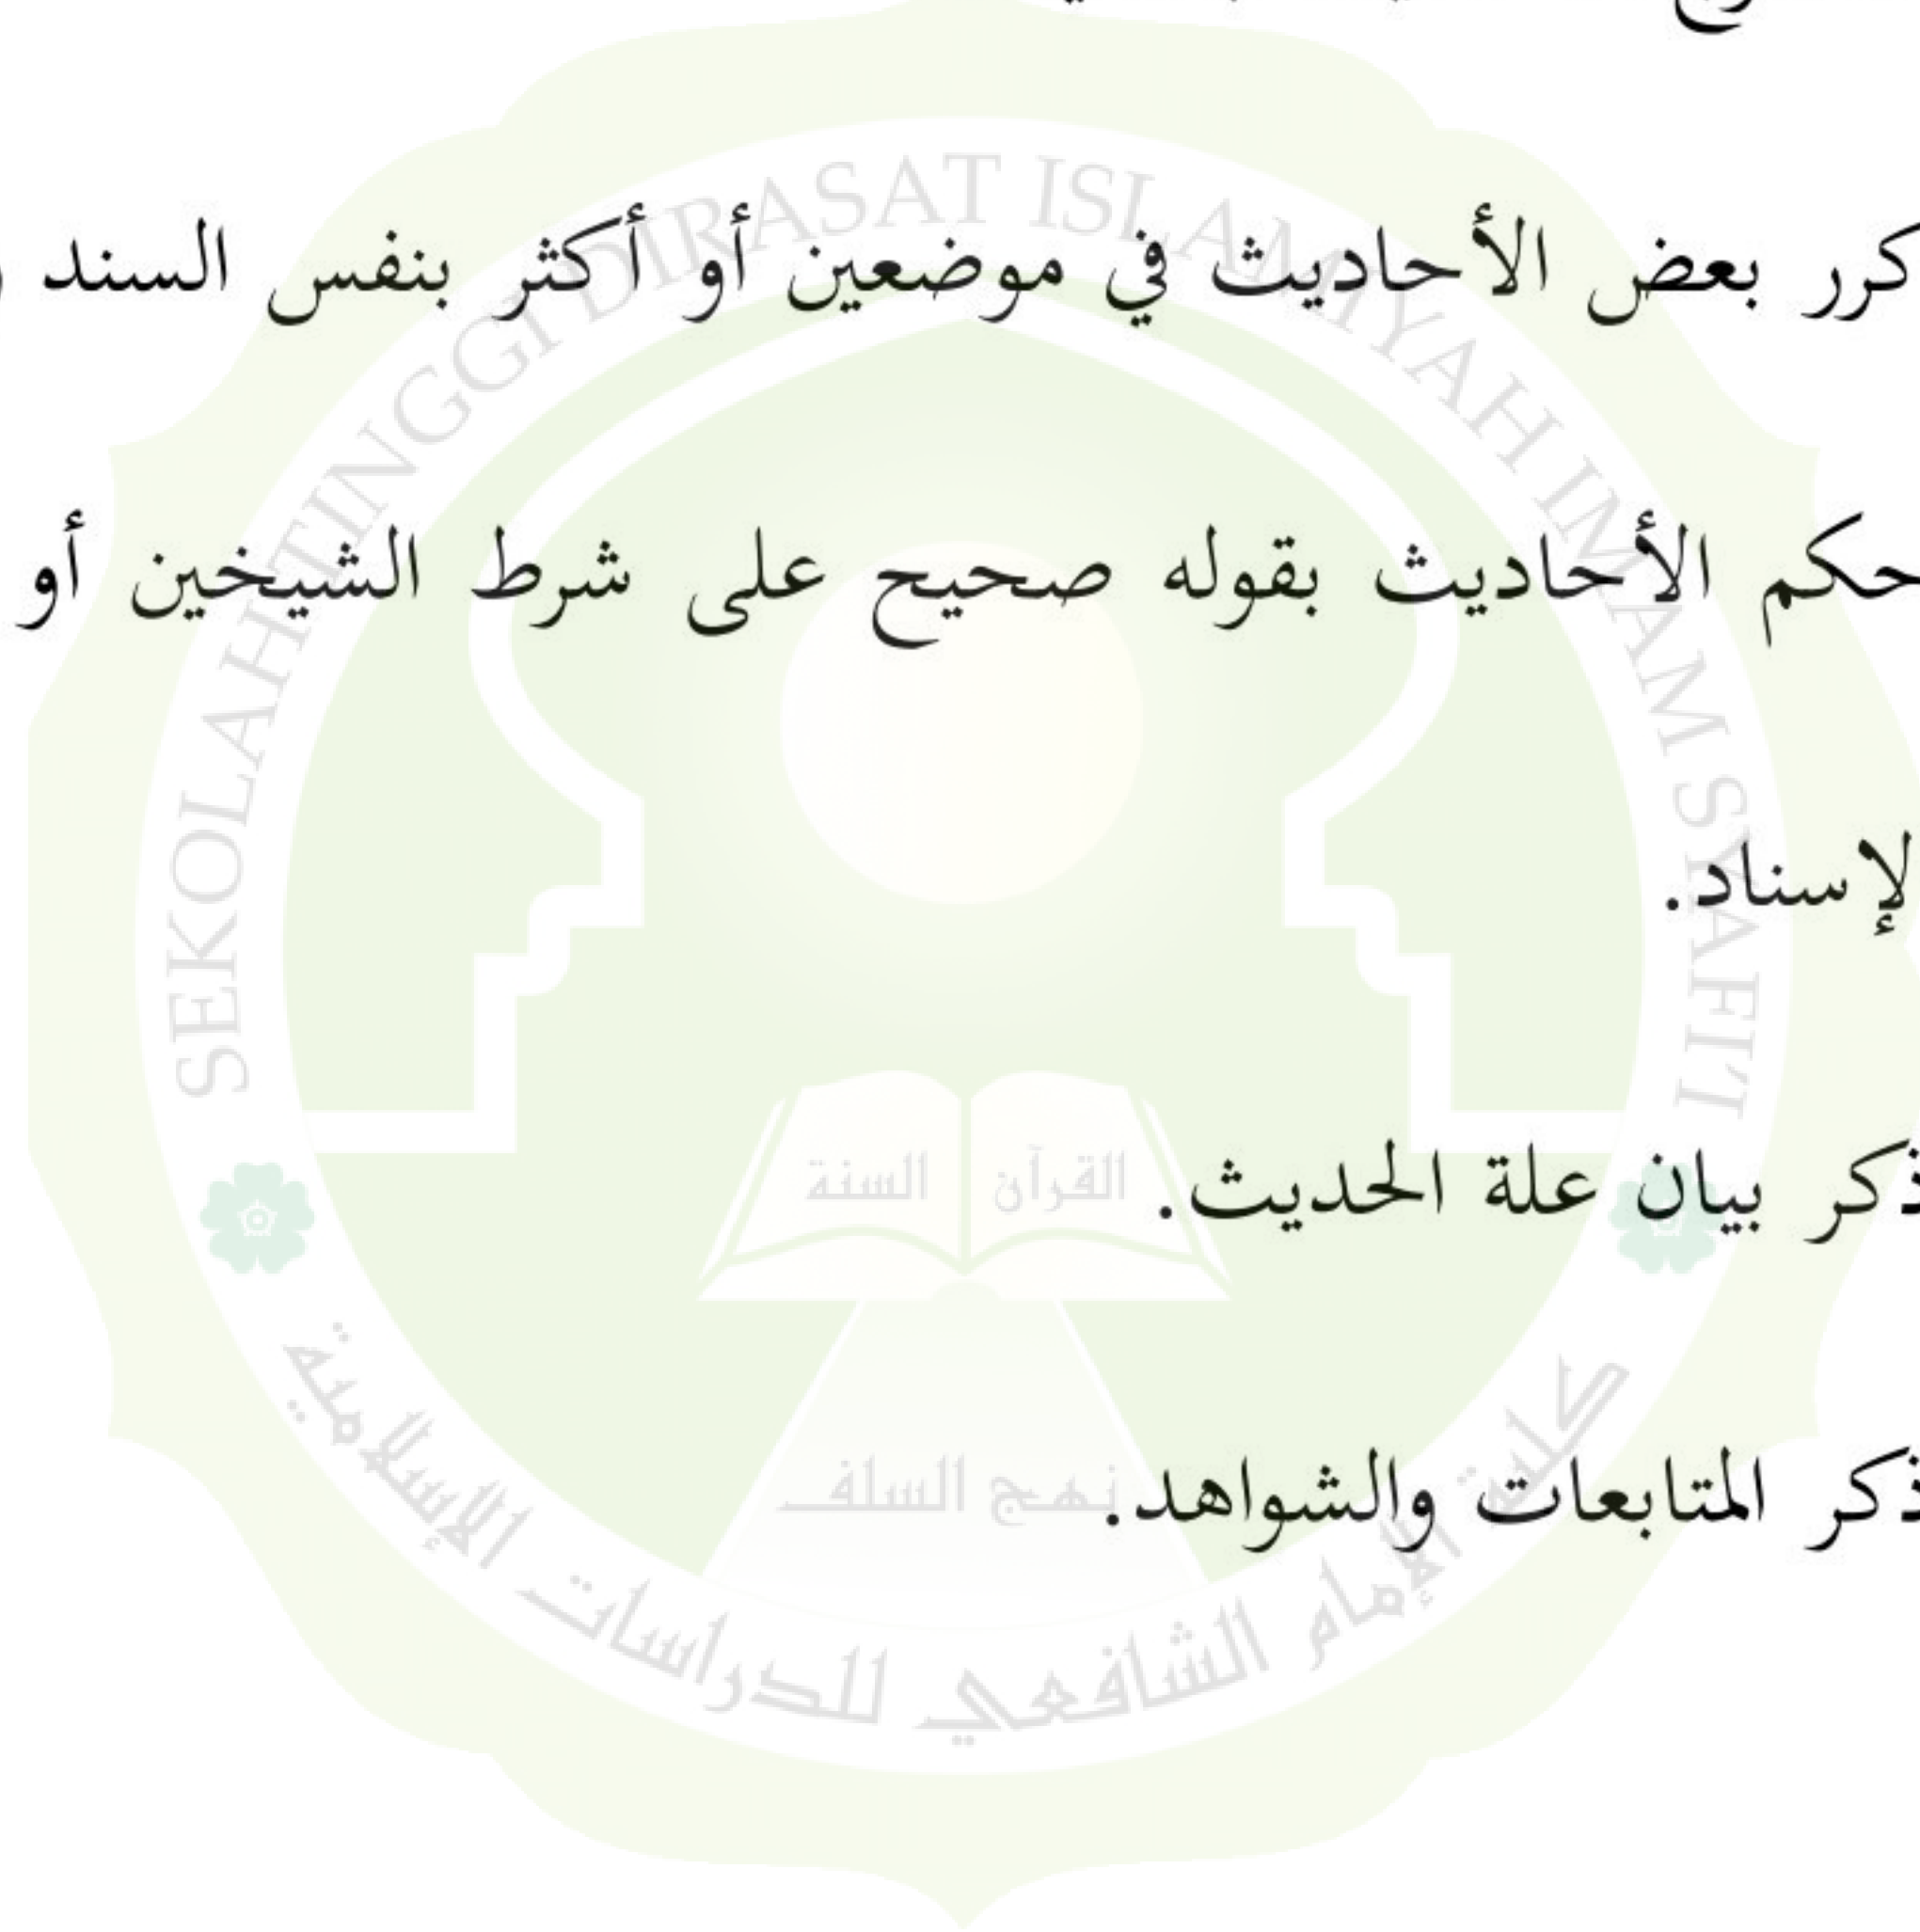 كرر بعض الأحاديث في موضعين أو أكثر بنفس السند
حكم الأحاديث بقوله صحيح على شرط الشيخين أو
لإسناد.
ذكر بيان علة الحديث.
ذكر المتابعات والشواهد.
SEKOLAH TINGGI DIRASAT ISLAMIYAH IMAM SYAFI'I
القرآن
السنة
نهج السلف
كلية الإمام الشافعي للدراسات الإسلامية